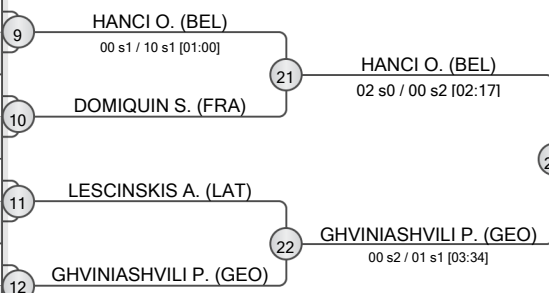 9
HANCI O. (BEL)
00 s1 / 10 s1 [01:00]
21
HANCI O. (BEL)
02 s0 / 00 s2 [02:17]
10
DOMIQUIN S. (FRA)
11
LESCINSKIS A. (LAT)
22
GHVINIASHVILI P. (GEO)
00 s2 / 01 s1 [03:34]
12
GHVINIASHVILI P. (GEO)